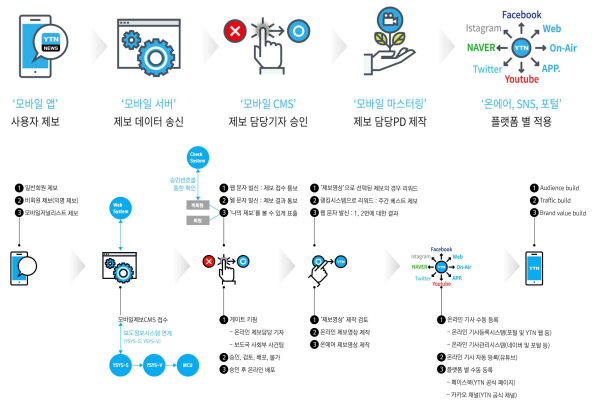 YTN
NEWS
Facebook
Istagram
Web
NAVER
YTN
On-Air
Twitter
APP.
Youtube
‘모바일 앱’
사용자 제보
‘모바일 서버’
제보 데이터 송신
‘모바일 CMS’
제보 담당기자 승인
‘모바일 마스터링’
제보 담당PD 제작
‘온에어, SNS, 포털’
플랫폼 별 적용
Check
System
승인번호를
통한 확인
회원
1 일반회원 제보
2 비회원 제보(익명 제보)
3 모바일저널리스트 제보
Web
System
1 웹 문자 발신 : 제보 접수 통보
2 웹 문자 발신 : 제보 결과 통보
3 ‘나의 제보’를 볼 수 있게 표출
1 ‘제보영상’으로 선택된 제보의 경우 리워드
2 클립시스템으로 리워드 : 주간 베스트 제보
3 웹 문자 발신 : 1, 2번에 대한 결과
1 Audience build
2 Traffic build
3 Brand value build
YTN
Facebook
Istagram
Web
NAVER
YTN
On-Air
Twitter
APP.
Youtube
YTN
모바일제보CMS 접수
보도정보시스템 연계
(YSYS-S, YSYS-V)
YSYS-S
YSYS-V
MCU
1 게이트 키핑
– 온라인 제보담당 기자
– 보도국 사회부 사건팀
2 승인, 검토, 폐포, 불가
3 승인 후 온라인 배포
1 ‘제보영상’ 제작 검토
2 온라인 제보영상 제작
3 온에어 제보영상 제작
1 온라인 기사 수동 등록
– 온라인 기사등록시스템(포털 및 YTN 웹 등)
– 온라인 기사관리시스템(네이버 및 포털 등)
2 온라인 기사 자동 등록(유튜브)
3 플랫폼 별 수동 등록
– 페이스북(YTN 공식 페이지)
– 카카오 채널(YTN 공식 채널)